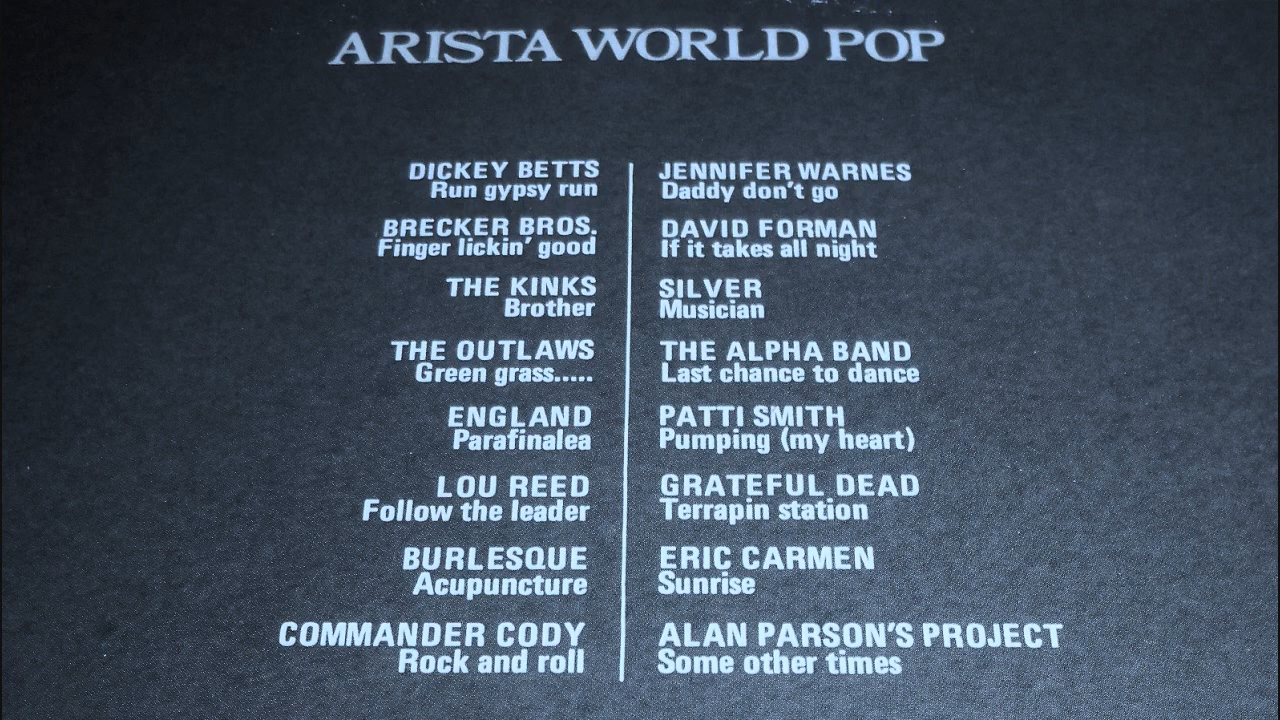 ARISTA WORLD POP
DICKEY BETTS
Run gypsy run
BRECKER BROS.
Finger lickin' good
THE KINKS
Brother
THE OUTLAWS
Green grass.....
ENGLAND
Parafinalea
LOU REED
Follow the leader
BURLESQUE
Acupuncture
COMMANDER CODY
Rock and roll
JENNIFER WARNES
Daddy don't go
DAVID FORMAN
If it takes all night
SILVER
Musician
THE ALPHA BAND
Last chance to dance
PATTI SMITH
Pumping (my heart)
GRATEFUL DEAD
Terrapin station
ERIC CARMEN
Sunrise
ALAN PARSON'S PROJECT
Some other times